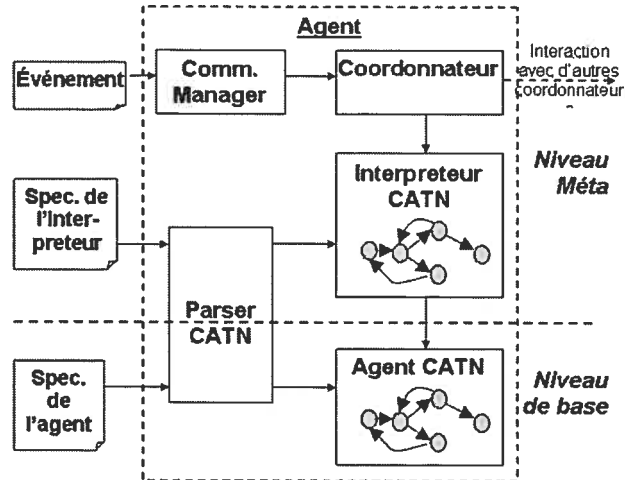 Agent
Événement
Comm.
Manager
Coordonnateur
Interaction
avec d'autres
coordonnateur
Spec. de
l'Inter-
preteur
Interpreteur
CATN
Niveau
Méta
Parser
CATN
Spec.
de
l'agent
Agent CATN
Niveau
de base